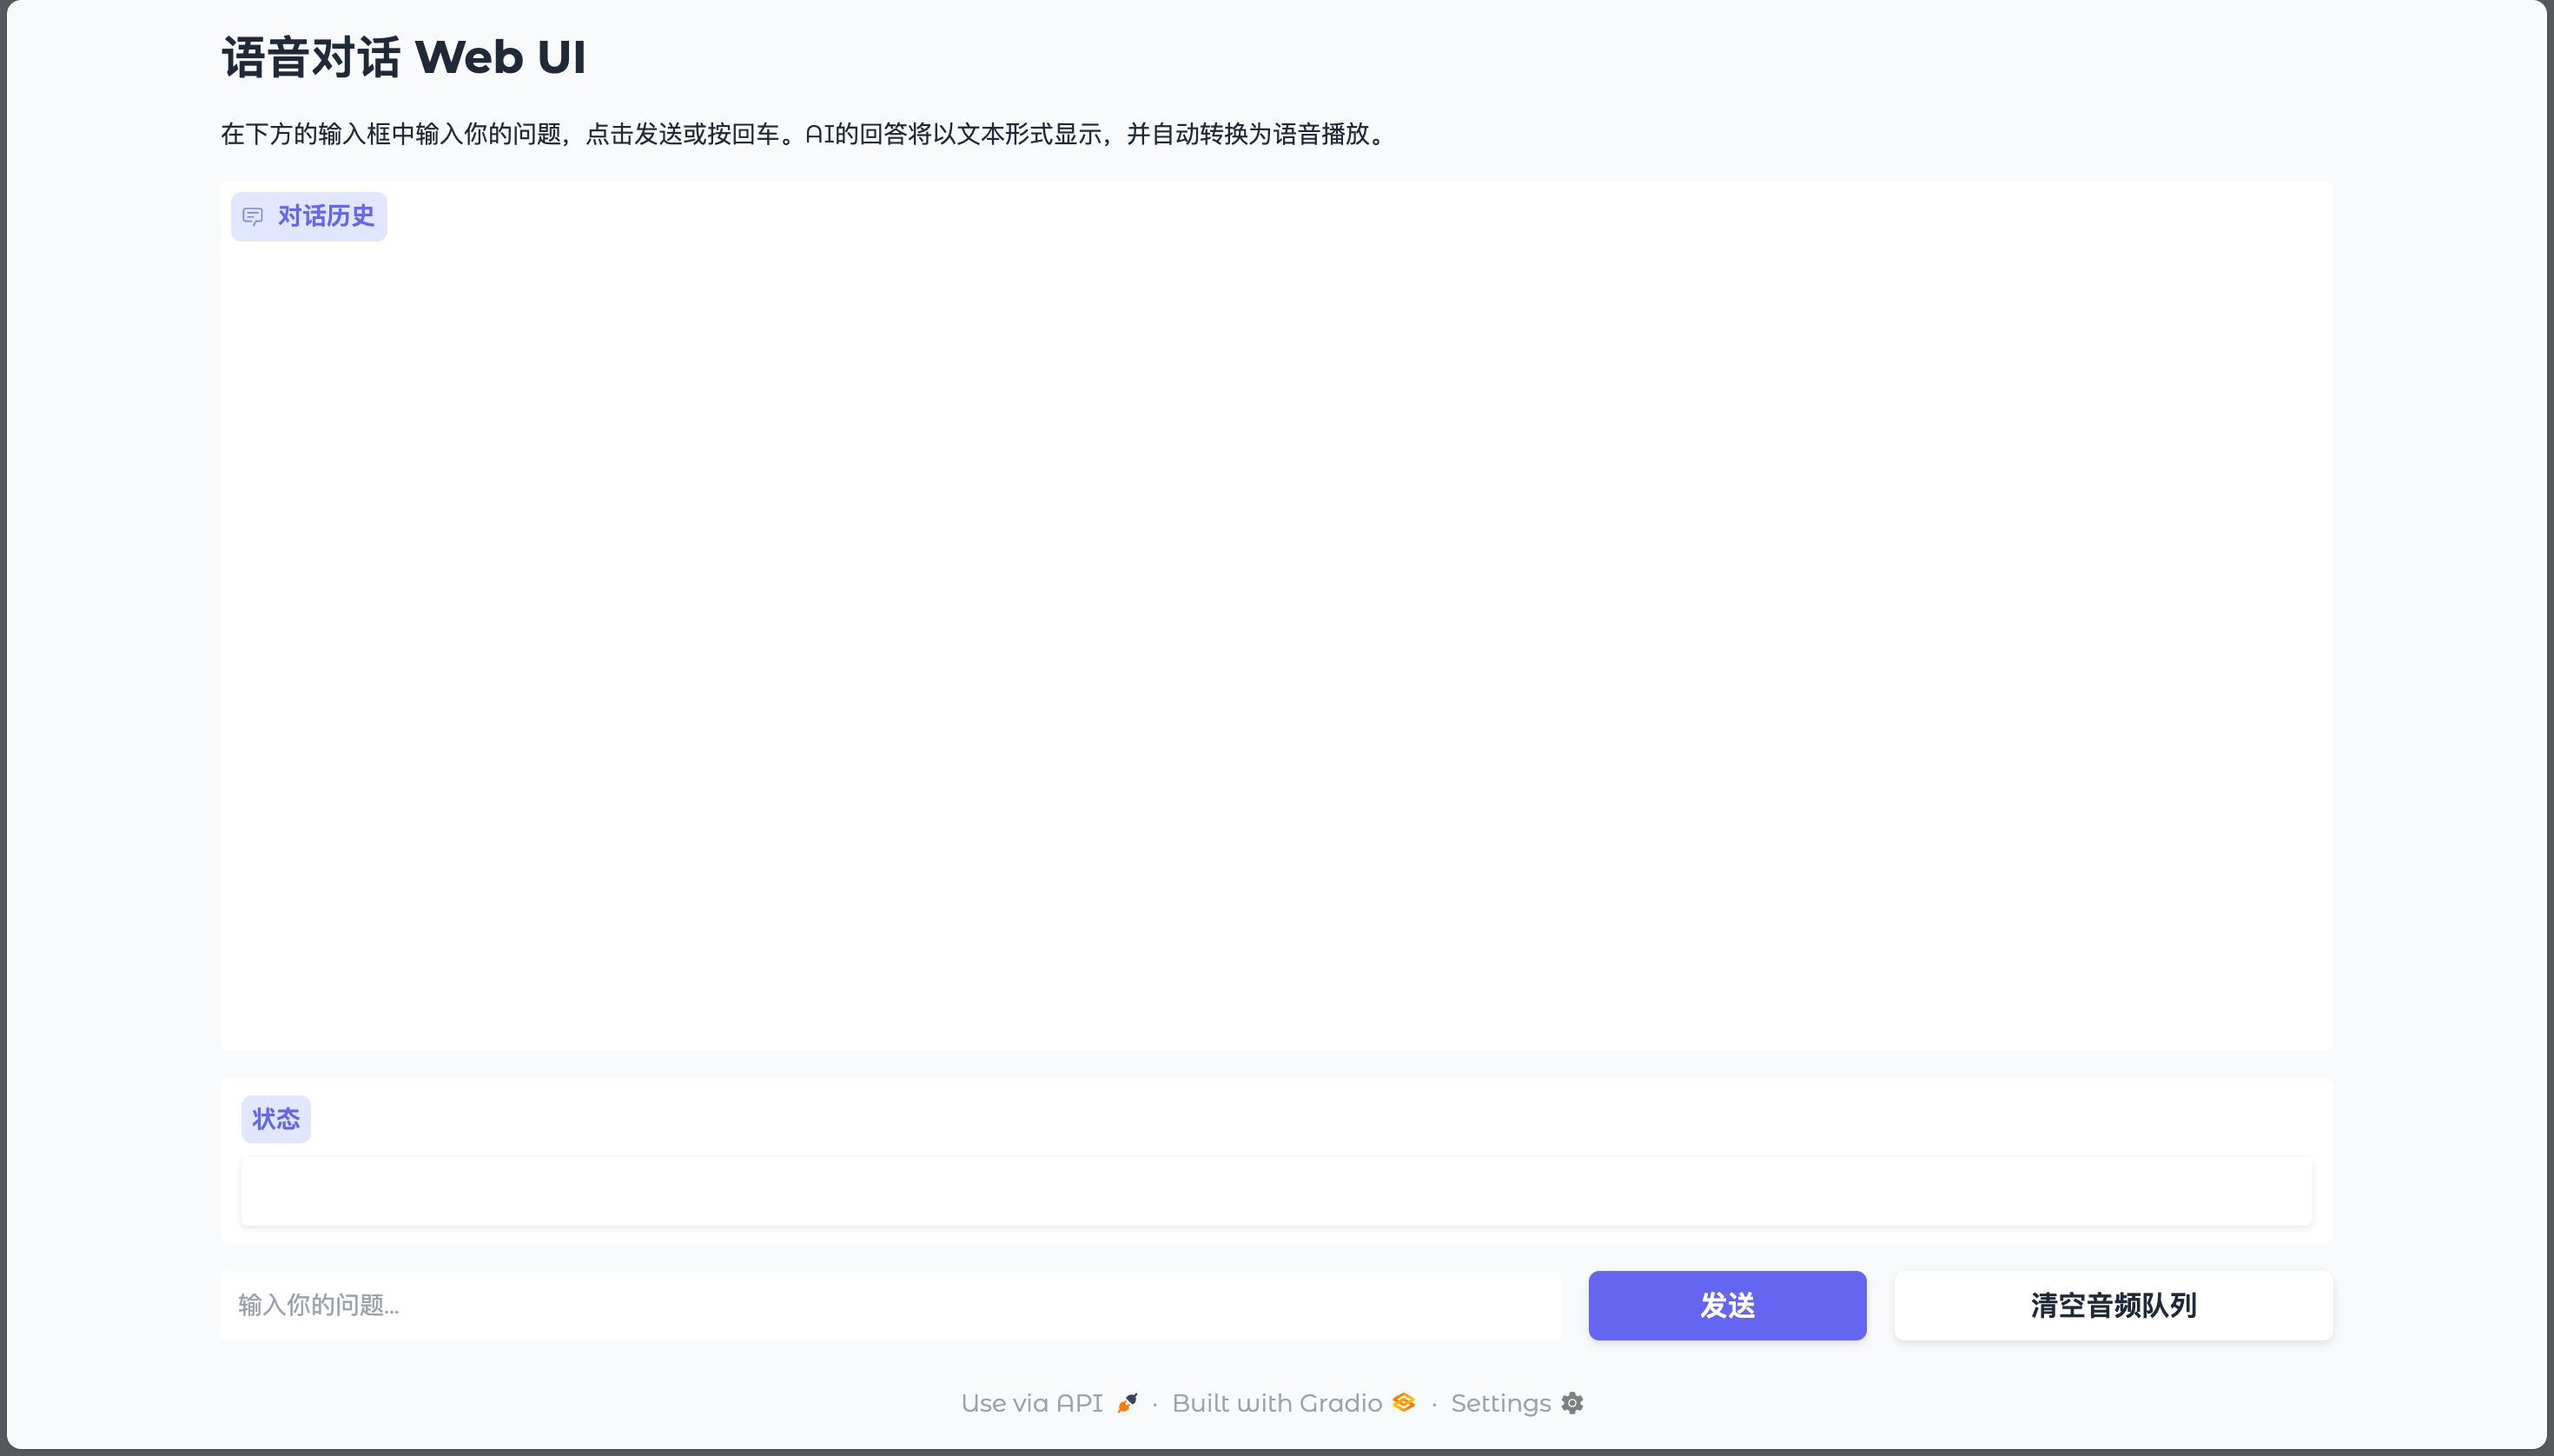 语音对话 Web UI
在下方的输入框中输入你的问题，点击发送或按回车。AI的回答将以文本形式显示，并自动转换为语音播放。
对话历史
状态
输入你的问题...
发送
清空音频队列
Use via API · Built with Gradio · Settings